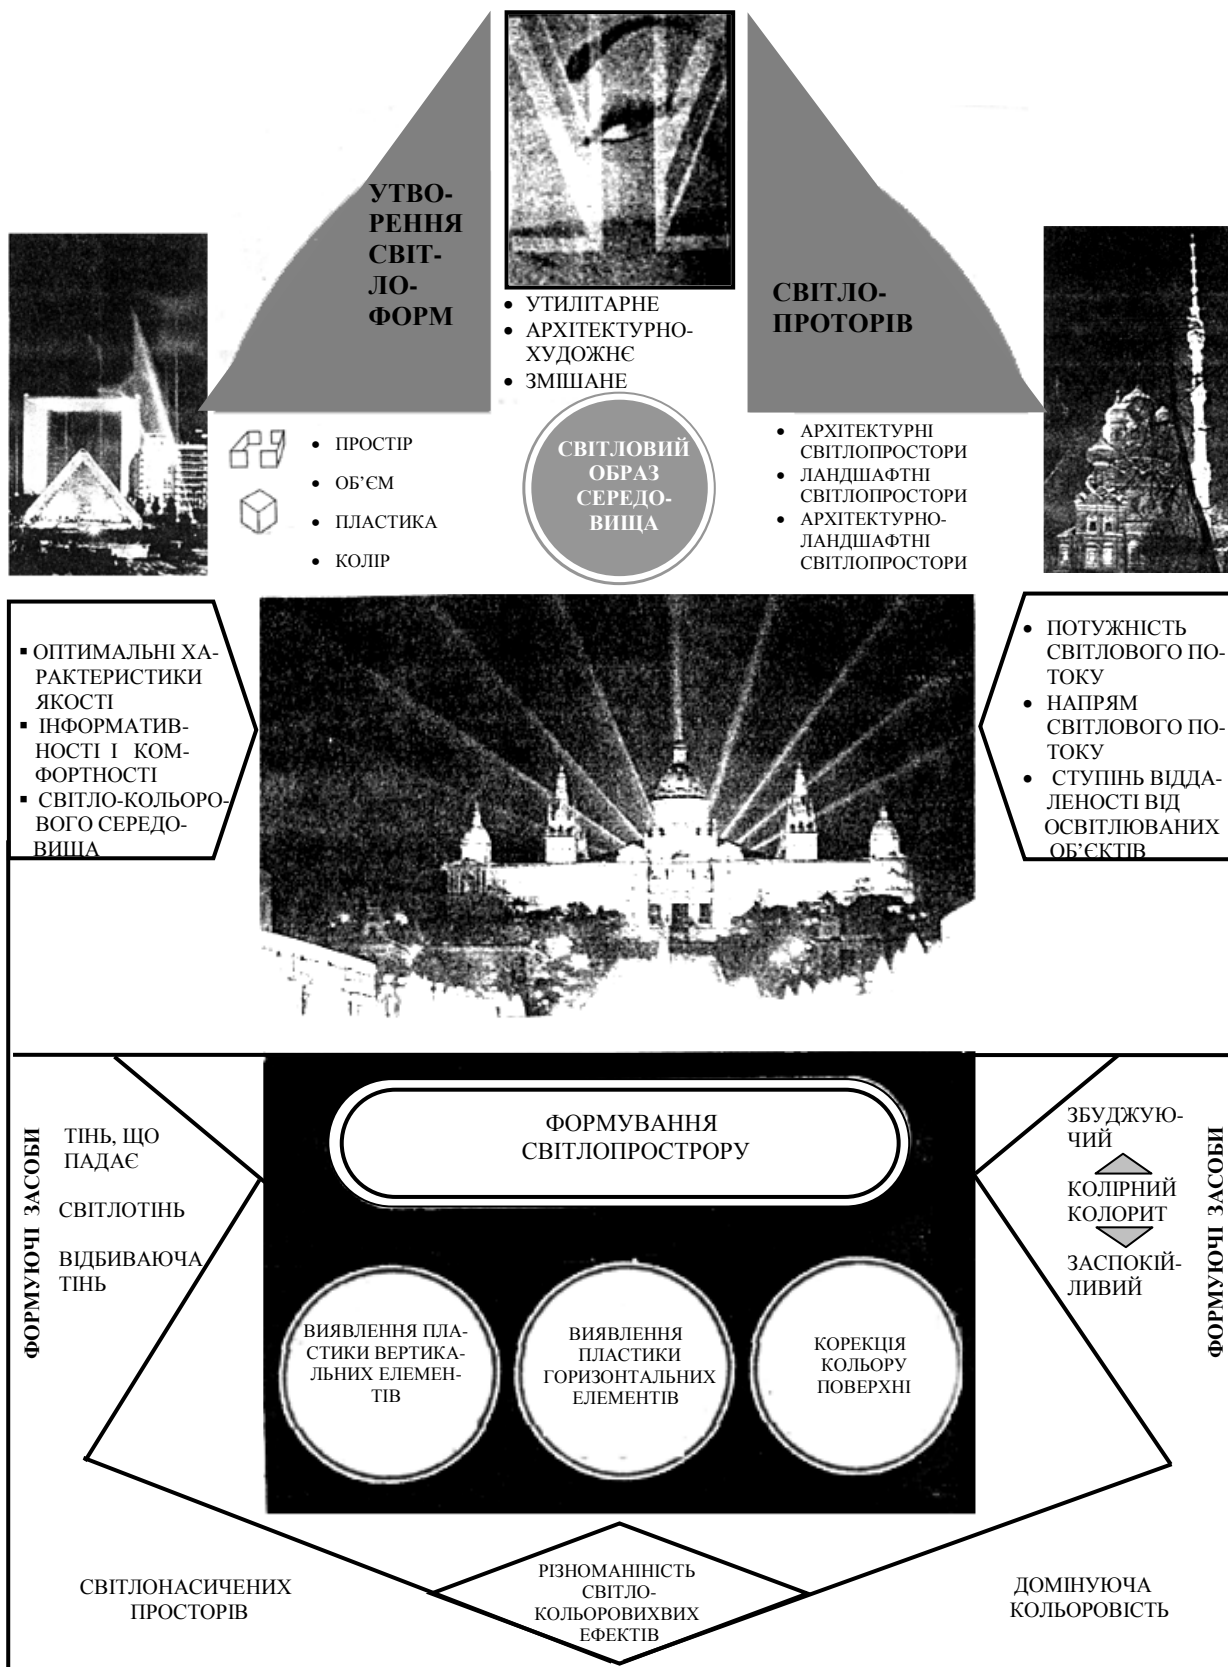 УТВО-
РЕННЯ
СВІТ-
ЛО-
ФОРМ
• УТИЛІТАРНЕ
• АРХІТЕКТУРНО-
ХУДОЖНЄ
• ЗМІШАНЕ
СВІТЛО-
ПРОТОРІВ
• ПРОСТІР
• ОБ’ЄМ
• ПЛАСТИКА
• КОЛІР
СВІТЛОВИЙ
ОБРАЗ
СЕРЕДО-
ВИЩА
• АРХІТЕКТУРНІ
СВІТЛОПРОСТОРИ
• ЛАНДШАФТНІ
СВІТЛОПРОСТОРИ
• АРХІТЕКТУРНО-
ЛАНДШАФТНІ
СВІТЛОПРОСТОРИ
▪ ОПТИМАЛЬНІ ХА-
РАКТЕРИСТИКИ
ЯКОСТІ
▪ ІНФОРМАТИВ-
НОСТІ І КОМ-
ФОРТНОСТІ
▪ СВІТЛО-КОЛЬОРО-
ВОГО СЕРЕДО-
ВИЩА
• ПОТУЖНІСТЬ
СВІТЛОВОГО ПО-
ТОКУ
• НАПРЯМ
СВІТЛОВОГО ПО-
ТОКУ
• СТУПІНЬ ВІДДА-
ЛЕНОСТІ ВІД
ОСВІТЛЮВАНИХ
ОБ’ЄКТІВ
ФОРМУЮЧІ ЗАСОБИ
ТІНЬ, ЩО
ПАДАЄ
СВІТЛОТІНЬ
ВІДБИВАЮЧА
ТІНЬ
ФОРМУВАННЯ
СВІТЛОПРОСТРОРУ
ВИЯВЛЕННЯ ПЛА-
СТИКИ ВЕРТИКА-
ЛЬНИХ ЕЛЕМЕН-
ТІВ
ВИЯВЛЕННЯ
ПЛАСТИКИ
ГОРИЗОНТАЛЬНИХ
ЕЛЕМЕНТІВ
КОРЕКЦІЯ
КОЛЬОРУ
ПОВЕРХНІ
ЗБУДЖУЮ-
ЧИЙ
КОЛІРНИЙ
КОЛОРИТ
ЗАСПОКІЙ-
ЛИВИЙ
ФОРМУЮЧІ ЗАСОБИ
СВІТЛОНАСИЧЕНИХ
ПРОСТОРІВ
РІЗНОМАНІНІСТЬ
СВІТЛО-
КОЛЬОРОВИХВИХ
ЕФЕКТІВ
ДОМІНУЮЧА
КОЛЬОРОВІСТЬ